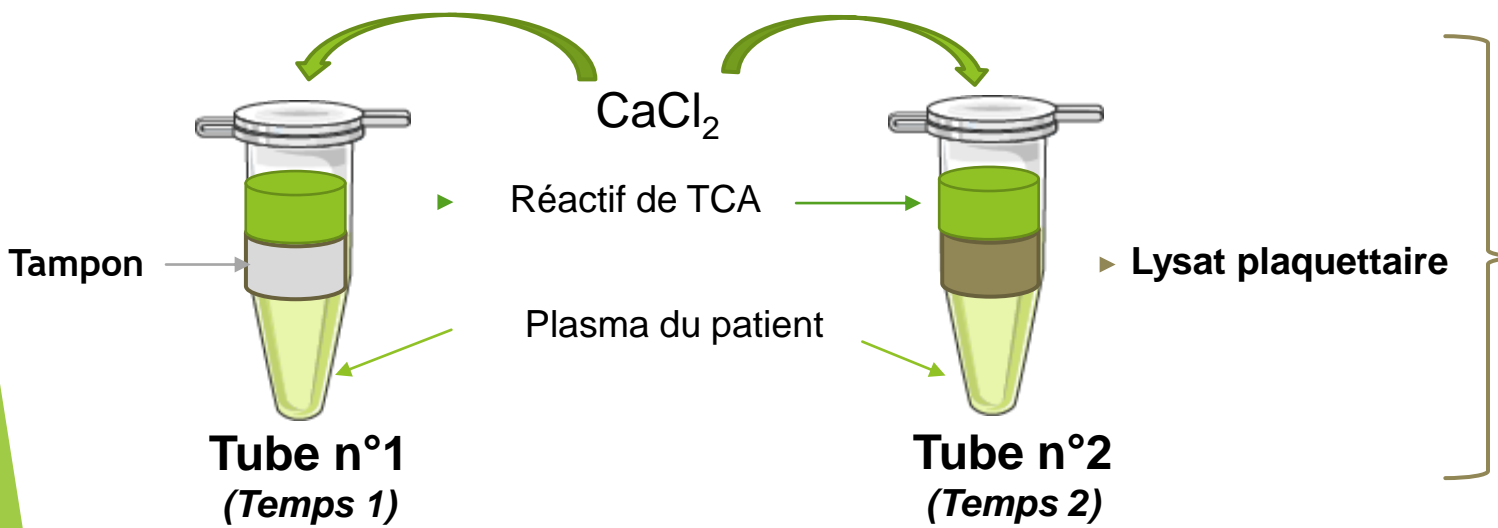 CaCl₂
Réactif de TCA
Tampon
Lysat plaquettaire
Plasma du patient
Tube n°1
(Temps 1)
Tube n°2
(Temps 2)